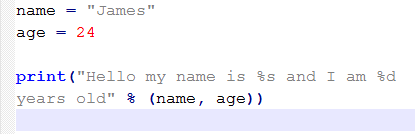 name = "James"
age = 24
print("Hello my name is %s and I am %d
years old" % (name, age))